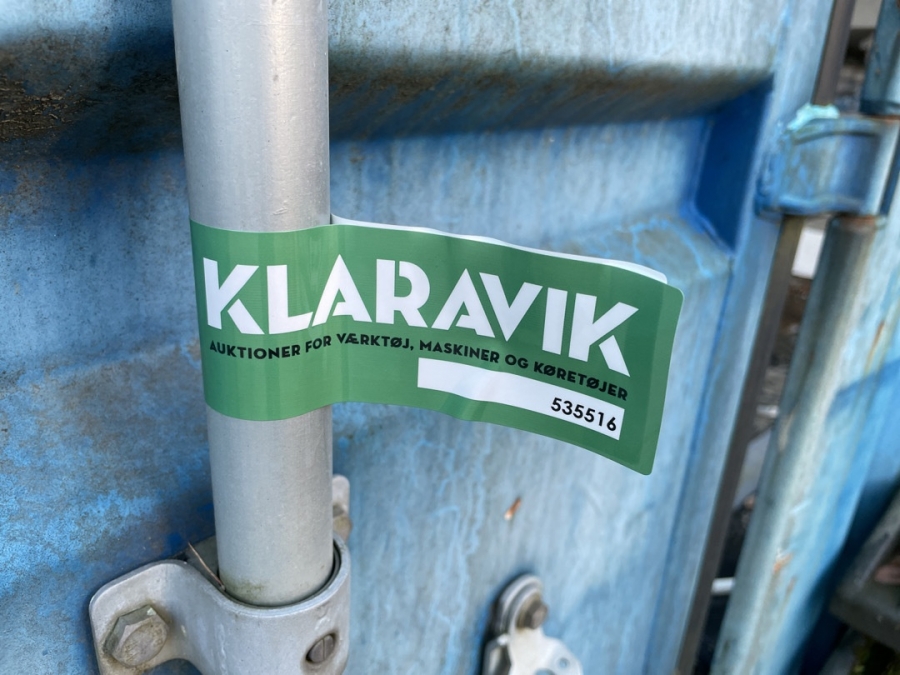 KLARAVIK
AUKTIONER FOR VÆRKTØJ, MASKINER OG KØRETØJER
535516